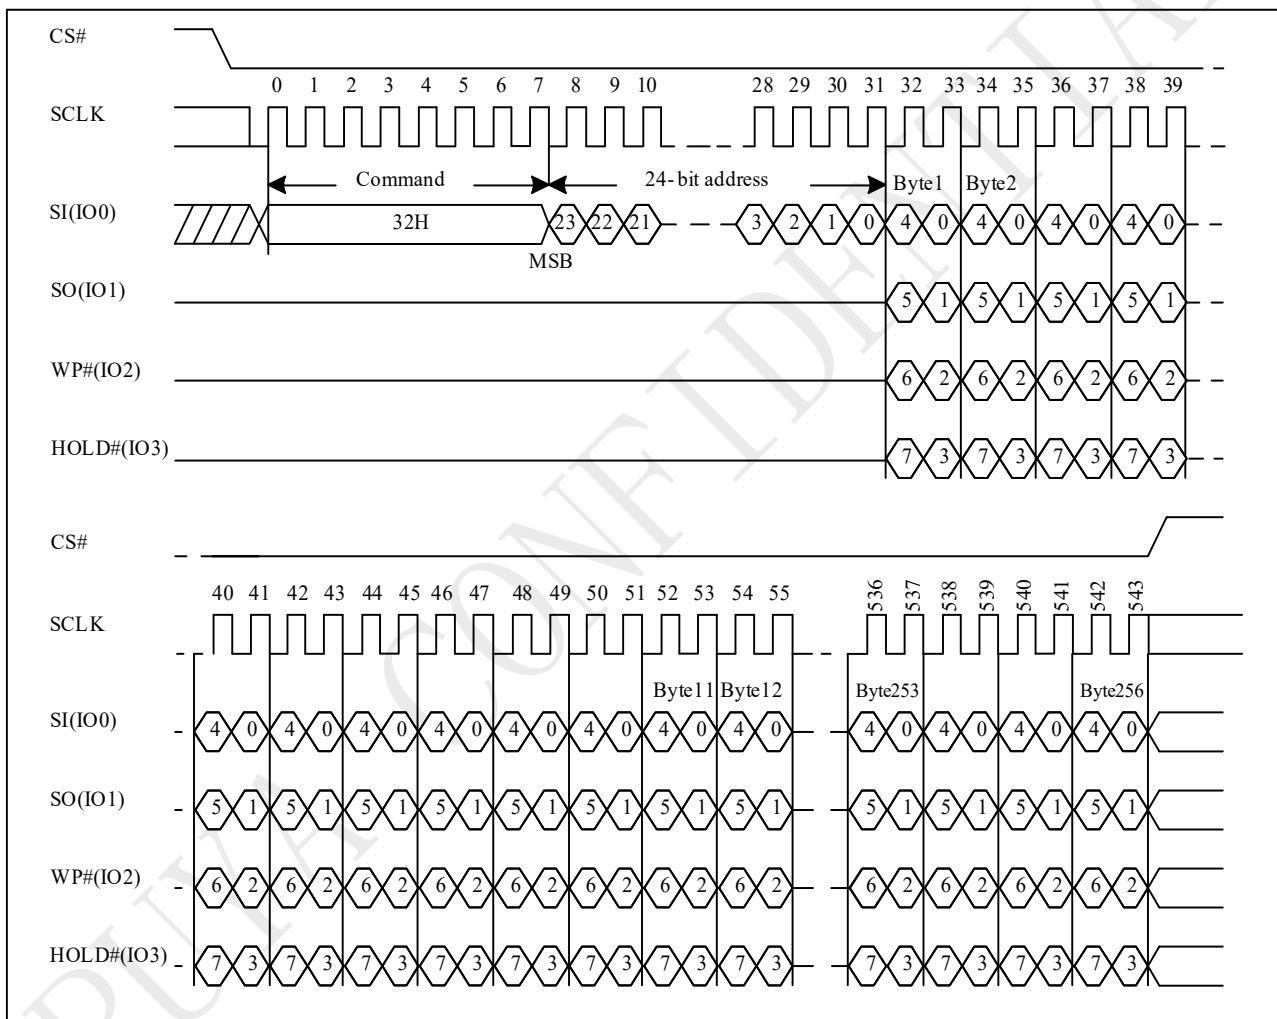 CS#
0 1 2 3 4 5 6 7 8 9 10 28 29 30 31 32 33 34 35 36 37 38 39
SCLK
Command 24-bit address Byte1 Byte2
SI(IO0) 32H 23 22 21 3 2 1 0 4 0 4 0 4 0 4 0
MSB
SO(IO1) 5 1 5 1 5 1 5 1
WP#(IO2) 6 2 6 2 6 2 6 2
HOLD#(IO3) 7 3 7 3 7 3 7 3
CS#
40 41 42 43 44 45 46 47 48 49 50 51 52 53 54 55 536 537 538 539 540 541 542 543
SCLK
Byte11 Byte12 Byte253 Byte256
SI(IO0) 4 0 4 0 4 0 4 0 4 0 4 0 4 0 4 0 4 0 4 0 4 0 4 0
SO(IO1) 5 1 5 1 5 1 5 1 5 1 5 1 5 1 5 1 5 1 5 1 5 1 5 1
WP#(IO2) 6 2 6 2 6 2 6 2 6 2 6 2 6 2 6 2 6 2 6 2 6 2 6 2
HOLD#(IO3) 7 3 7 3 7 3 7 3 7 3 7 3 7 3 7 3 7 3 7 3 7 3 7 3
PUYA CONFIDENTIAL